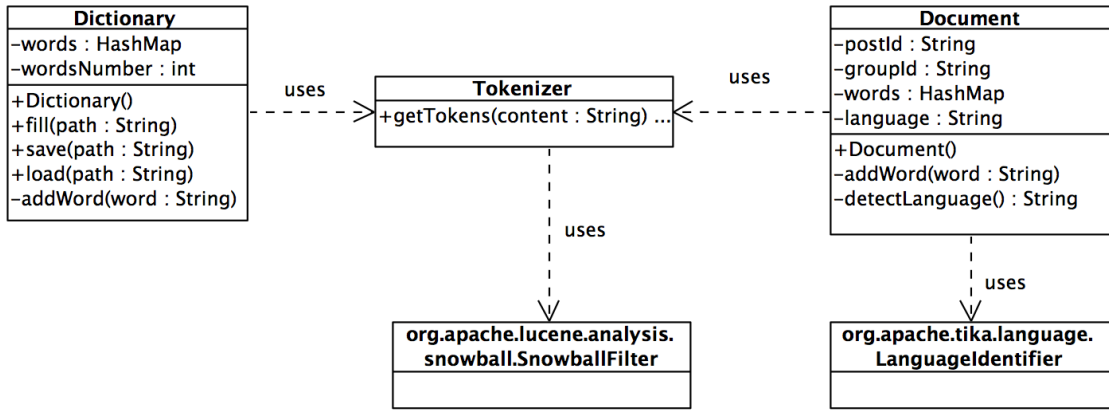 Dictionary
-words : HashMap
-wordsNumber : int
+Dictionary()
+fill(path : String)
+save(path : String)
+load(path : String)
-addWord(word : String)
uses
Tokenizer
+getTokens(content : String) ...
uses
Document
-postId : String
-groupId : String
-words : HashMap
-language : String
+Document()
-addWord(word : String)
-detectLanguage() : String
uses
uses
org.apache.lucene.analysis.
snowball.SnowballFilter
org.apache.tika.language.
LanguageIdentifier